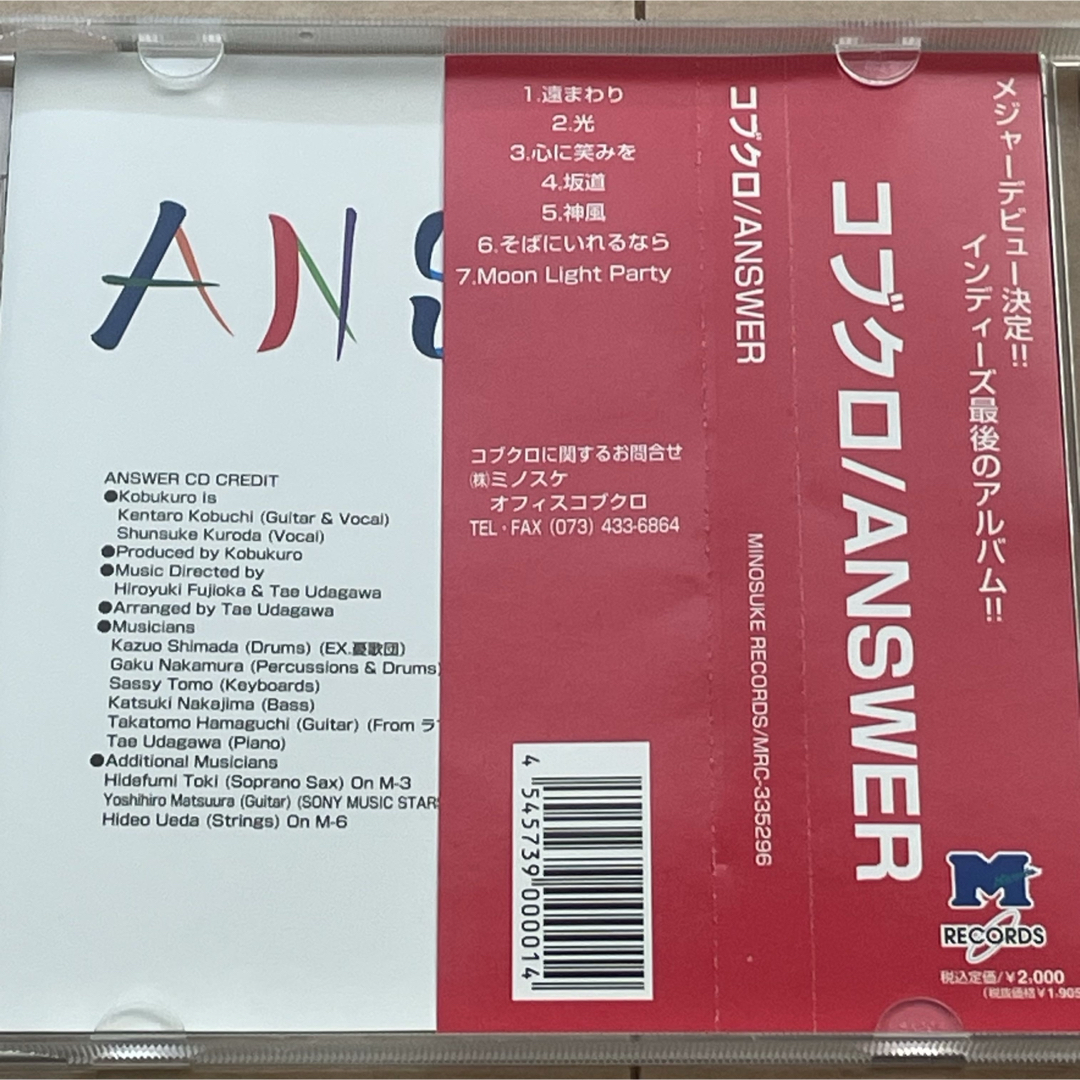 ANS
ANSWER CD CREDIT
●Kobukuro is
Kentaro Kobuchi (Guitar & Vocal)
Shunsuke Kuroda (Vocal)
●Produced by Kobukuro
●Music Directed by
Hiroyuki Fujioka & Tae Udagawa
●Arranged by Tae Udagawa
●Musicians
Kazuo Shimada (Drums) (EX.憂歌団)
Gaku Nakamura (Percussions & Drums)
Sassy Tomo (Keyboards)
Katsuki Nakajima (Bass)
Takatomo Hamaguchi (Guitar) (From ラ
Tae Udagawa (Piano)
●Additional Musicians
Hidefumi Toki (Soprano Sax) On M-3
Yoshihiro Matsuura (Guitar) (SONY MUSIC STAR
Hideo Ueda (Strings) On M-6
1.遠まわり
2.光
3.心に笑みを
4.坂道
5.神風
6.そばにいれるなら
7.Moon Light Party
コブクロに関するお問合せ
㈱ミノスケ
オフィスコブクロ
TEL・FAX (073) 433-6864
4 545739 000014
コブクロ/ANSWER
MINOSUKE RECORDS/MRC-335296
コブクロ/ANSWER
メジャーデビュー決定!!
インディーズ最後のアルバム!!
M
RECORDS
税込定価/¥2,000
(税抜価格¥1,905